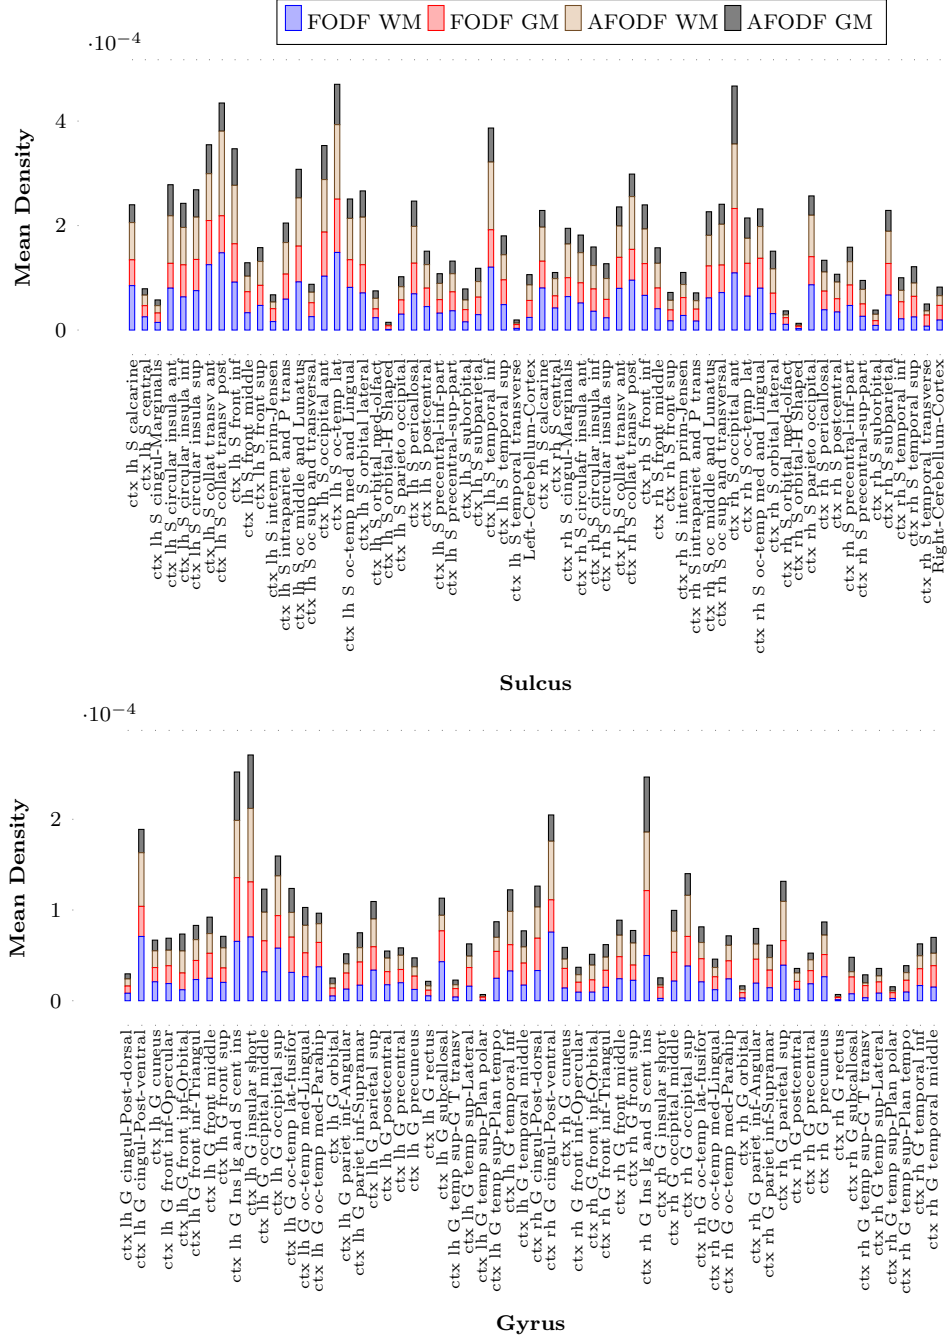 FODF WM FODF GM AFODF WM AFODF GM
·10−4
Mean Density
4
2
0
ctx lh S calcarine
ctx lh S central
ctx lh S cingul-Marginalis
ctx lh S circular insula ant
ctx lh S circular insula inf
ctx lh S circular insula sup
ctx lh S collat transv ant
ctx lh S collat transv post
ctx lh S front inf
ctx lh S front middle
ctx lh S front sup
ctx lh S interm prim-Jensen
ctx lh S intrapariet and P trans
ctx lh S oc middle and Lunatus
ctx lh S oc sup and transversal
ctx lh S occipital ant
ctx lh S oc-temp lat
ctx lh S oc-temp med and Lingual
ctx lh S orbital lateral
ctx lh S orbital med-olfact
ctx lh S orbital-H Shaped
ctx lh S parieto occipital
ctx lh S pericallosal
ctx lh S postcentral
ctx lh S precentral-inf-part
ctx lh S precentral-sup-part
ctx lh S suborbital
ctx lh S subparietal
ctx lh S temporal inf
ctx lh S temporal sup
ctx lh S temporal transverse
Left-Cerebellum-Cortex
ctx rh S calcarine
ctx rh S central
ctx rh S cingul-Marginalis
ctx rh S circulafr insula ant
ctx rh S circular insula inf
ctx rh S circular insula sup
ctx rh S collat transv ant
ctx rh S collat transv post
ctx rh S front inf
ctx rh S front middle
ctx rh S front sup
ctx rh S interm prim-Jensen
ctx rh S intrapariet and P trans
ctx rh S oc middle and Lunatus
ctx rh S oc sup and transversal
ctx rh S occipital ant
ctx rh S oc-temp lat
ctx rh S oc-temp med and Lingual
ctx rh S orbital lateral
ctx rh S orbital med-olfact
ctx rh S orbital-H Shaped
ctx rh S parieto occipital
ctx rh S pericallosal
ctx rh S postcentral
ctx rh S precentral-inf-part
ctx rh S precentral-sup-part
ctx rh S suborbital
ctx rh S subparietal
ctx rh S temporal inf
ctx rh S temporal sup
ctx rh S temporal transverse
Right-Cerebellum-Cortex
Sulcus
·10−4
Mean Density
2
1
0
ctx lh G cingul-Post-dorsal
ctx lh G cingul-Post-ventral
ctx lh G cuneus
ctx lh G front inf-Opercular
ctx lh G front inf-Orbital
ctx lh G front inf-Triangul
ctx lh G front middle
ctx lh G front sup
ctx lh G Ins lg and S cent ins
ctx lh G insular short
ctx lh G occipital middle
ctx lh G occipital sup
ctx lh G oc-temp lat-fusifor
ctx lh G oc-temp med-Lingual
ctx lh G oc-temp med-Parahip
ctx lh G orbital
ctx lh G pariet inf-Angular
ctx lh G pariet inf-Supramar
ctx lh G parietal sup
ctx lh G postcentral
ctx lh G precentral
ctx lh G precuneus
ctx lh G rectus
ctx lh G subcallosal
ctx lh G temp sup-G T transv
ctx lh G temp sup-Lateral
ctx lh G temp sup-Plan polar
ctx lh G temp sup-Plan tempo
ctx lh G temporal inf
ctx lh G temporal middle
ctx rh G cingul-Post-dorsal
ctx rh G cingul-Post-ventral
ctx rh G cuneus
ctx rh G front inf-Opercular
ctx rh G front inf-Orbital
ctx rh G front inf-Triangul
ctx rh G front middle
ctx rh G front sup
ctx rh G Ins lg and S cent ins
ctx rh G insular short
ctx rh G occipital middle
ctx rh G occipital sup
ctx rh G oc-temp lat-fusifor
ctx rh G oc-temp med-Lingual
ctx rh G oc-temp med-Parahip
ctx rh G orbital
ctx rh G pariet inf-Angular
ctx rh G pariet inf-Supramar
ctx rh G parietal sup
ctx rh G postcentral
ctx rh G precentral
ctx rh G precuneus
ctx rh G rectus
ctx rh G subcallosal
ctx rh G temp sup-G T transv
ctx rh G temp sup-Lateral
ctx rh G temp sup-Plan polar
ctx rh G temp sup-Plan tempo
ctx rh G temporal inf
ctx rh G temporal middle
Gyrus